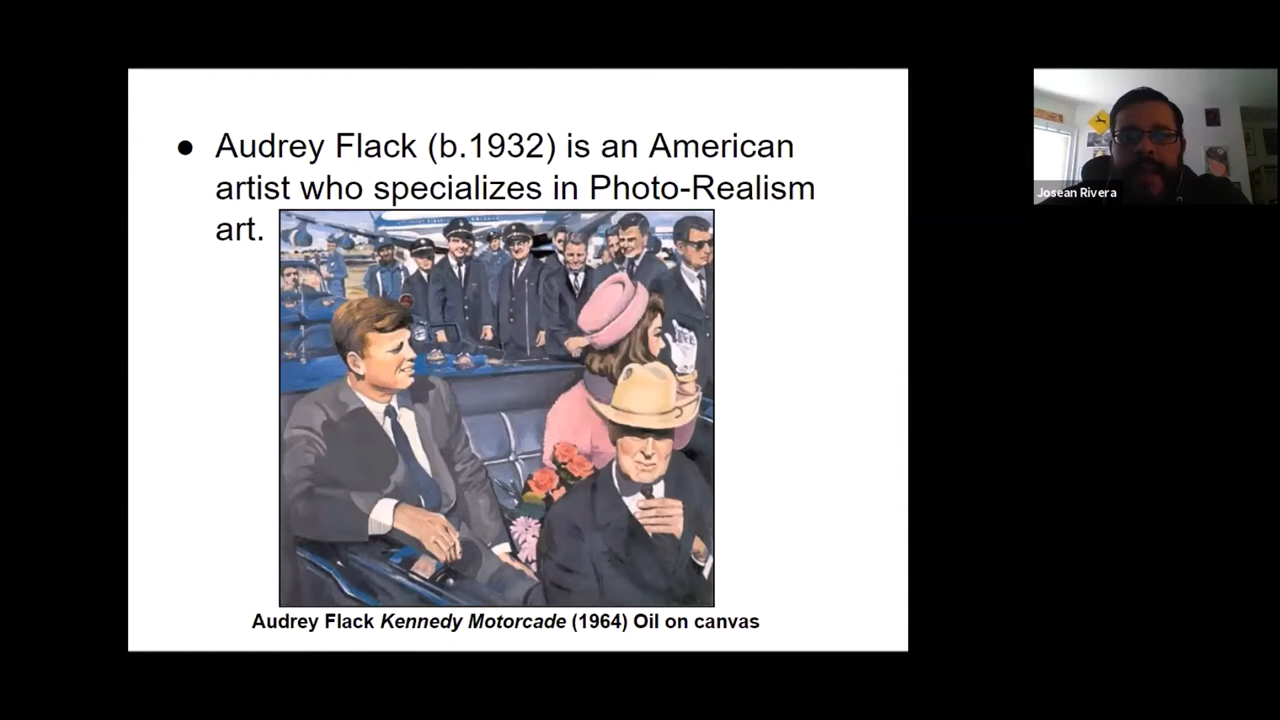 ● Audrey Flack (b.1932) is an American
artist who specializes in Photo-Realism
art.
Audrey Flack Kennedy Motorcade (1964) Oil on canvas
Josean Rivera